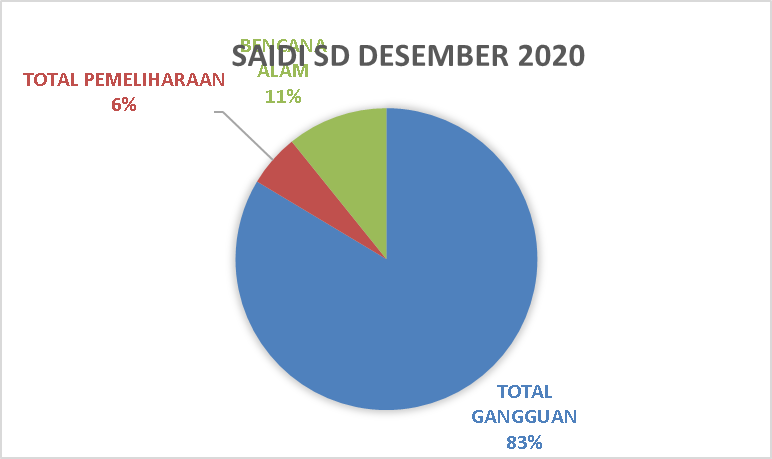 SAIDI SD DESEMBER 2020
BENCANA
ALAM
11%
TOTAL PEMELIHARAAN
6%
TOTAL
GANGGUAN
83%